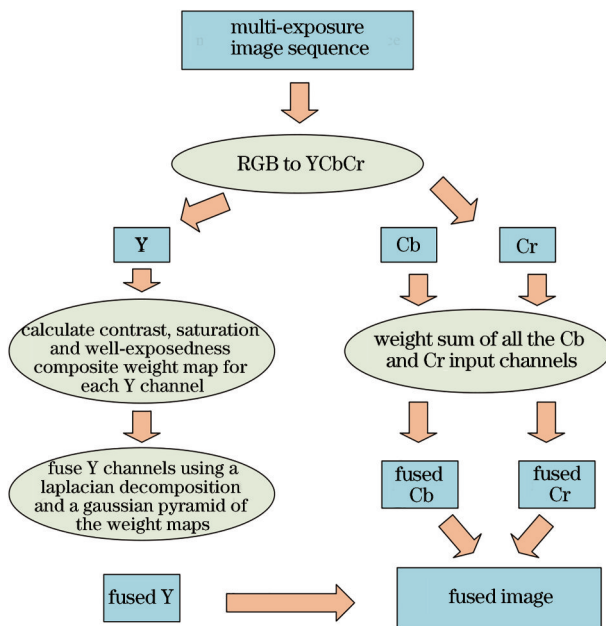 multi-exposure
image sequence
RGB to YCbCr
Y
Cb
Cr
calculate contrast, saturation
and well-exposedness
composite weight map for
each Y channel
weight sum of all the Cb
and Cr input channels
fuse Y channels using a
laplacian decomposition
and a gaussian pyramid of
the weight maps
fused
Cb
fused
Cr
fused Y
fused image